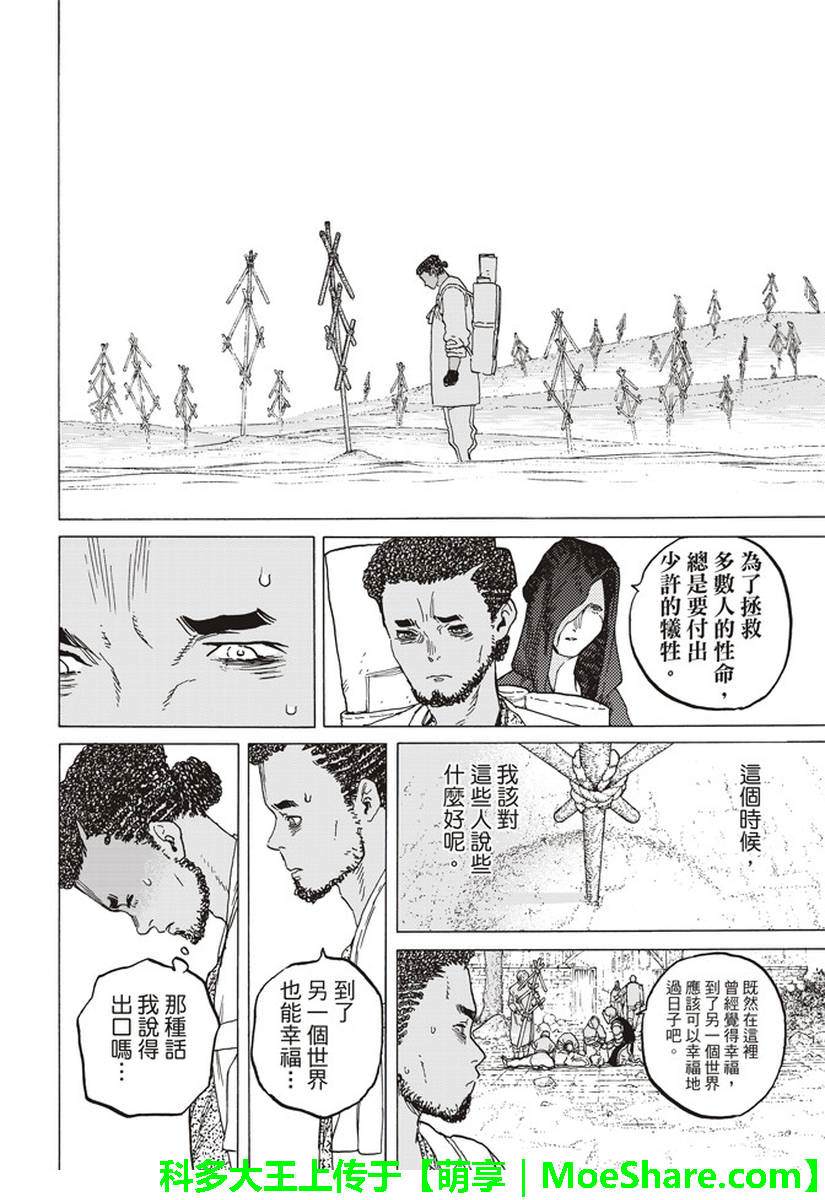 為了拯救
多數人的性命，
總是要付出
少許的犧牲。
這個時候，
我該對
這些人說些
什麼好呢。
既然在這裡
曾經覺得幸福，
到了另一個世界
應該可以幸福地
過日子吧。
到了
另一個世界
也能幸福…
那種話
我說得
出口嗎…
科多大王上传于【萌享｜MoeShare.com】